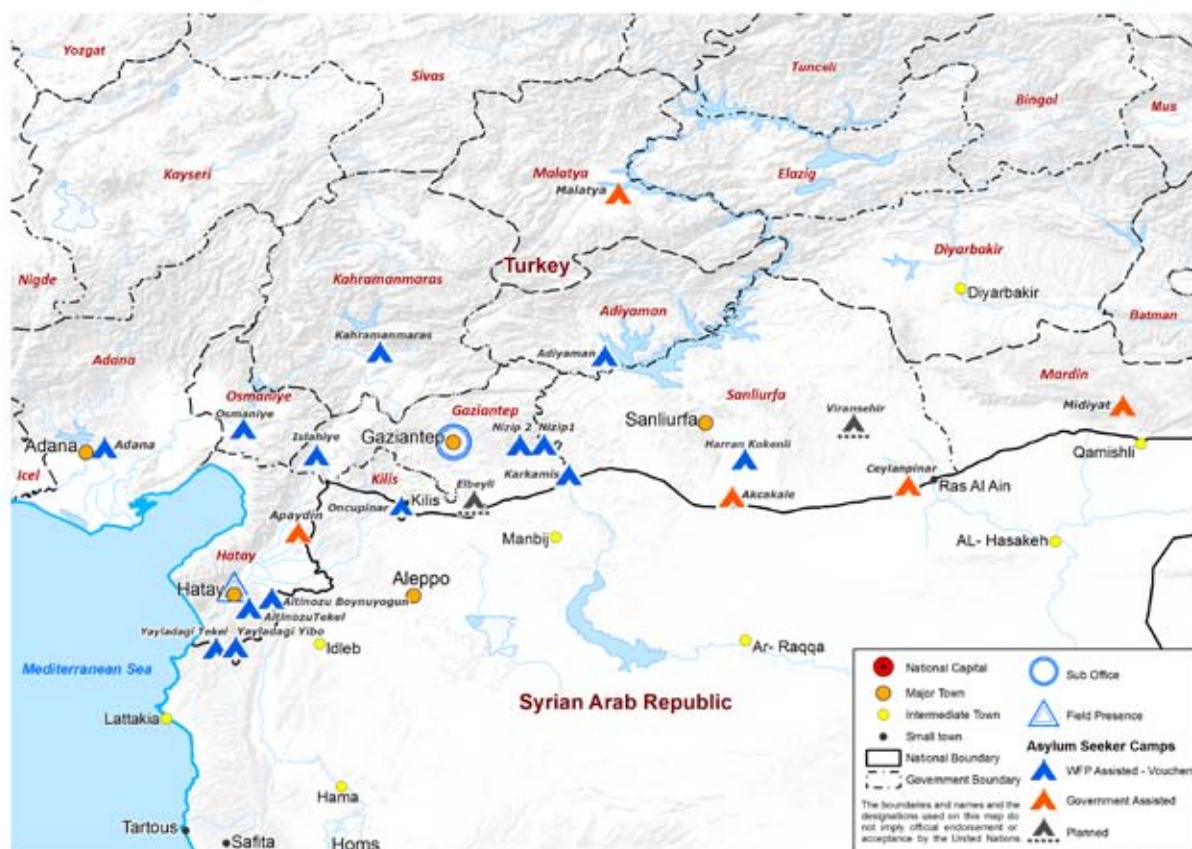 Yozgat
Sivas
Tunceli
Bingol
Mus
Kayseri
Malatya
Malatya
Elazig
Nigde
Kahramanmaras
Turkey
Diyarbakir
Diyarbakir
Adiyaman
Batman
Adana
Kahramanmaras
Adiyaman
Mardin
Osmaniye
Osmaniye
Gaziantep
Sanliurfa
Sanliurfa
Viransehir
Midiyat
Adana
Adana
Islahiye
Gaziantep
Nizip 2
Nizip1
Harran Kokenli
Qamishli
Icel
Kilis
Elbeyli
Karkamis
Ceylanpinar
Ras Al Ain
Oncupinar
Kilis
Akcakale
Apaydin
Manbij
AL- Hasakeh
Hatay
Hatay
Aleppo
Altinozu Boynuyogun
AltinozuTekel
Yayladagi Tekel
Yayladagi Yibo
Idleb
Ar- Raqqa
Mediterranean Sea
Syrian Arab Republic
Lattakia
Hama
Tartous
Safita
Homs
National Capital
Major Town
Intermediate Town
Small town
National Boundary
Government Boundary
The boundaries and names and the
designations used on this map do
not imply official endorsement or
acceptance by the United Nations
Sub Office
Field Presence
Asylum Seeker Camps
WFP Assisted - Voucher
Government Assisted
Planned